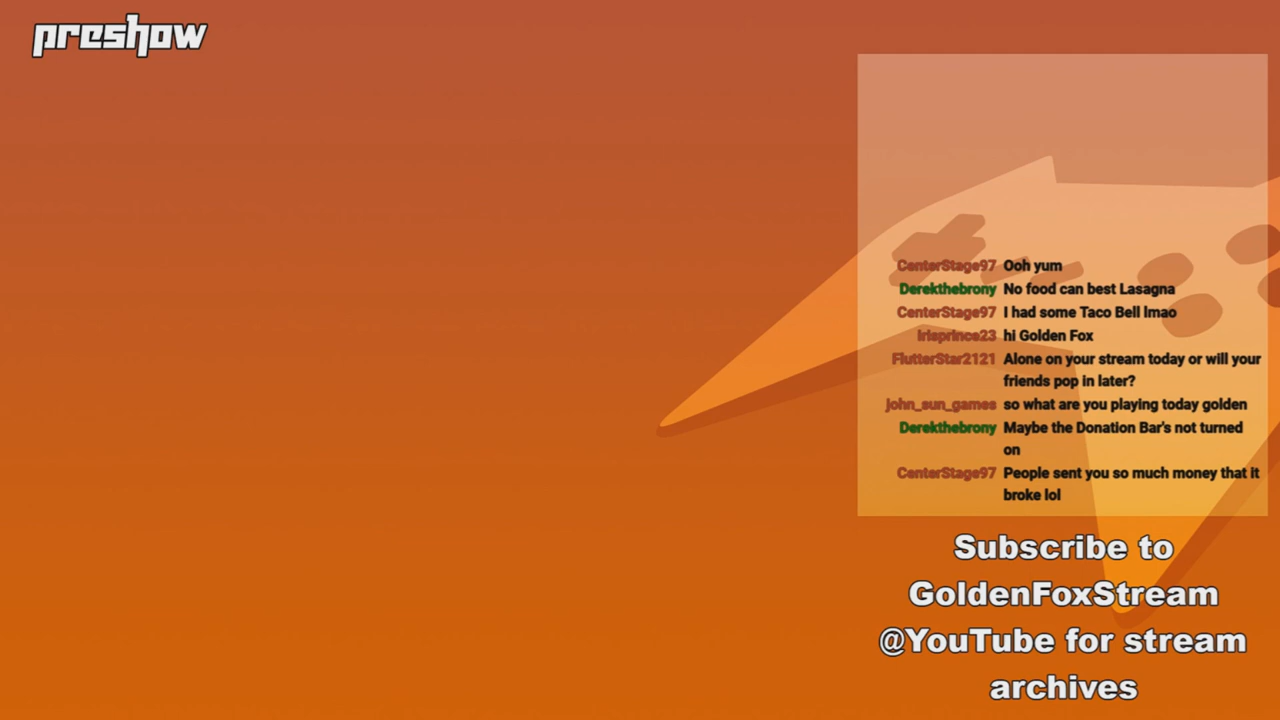 preshow
CenterStage97 Ooh yum
Derekthebrony No food can best Lasagna
CenterStage97 I had some Taco Bell lmao
Irisprince23 hi Golden Fox
FlutterStar2121 Alone on your stream today or will your
friends pop in later?
john_sun_games so what are you playing today golden
Derekthebrony Maybe the Donation Bar's not turned
on
CenterStage97 People sent you so much money that it
broke lol
Subscribe to
GoldenFoxStream
@YouTube for stream
archives